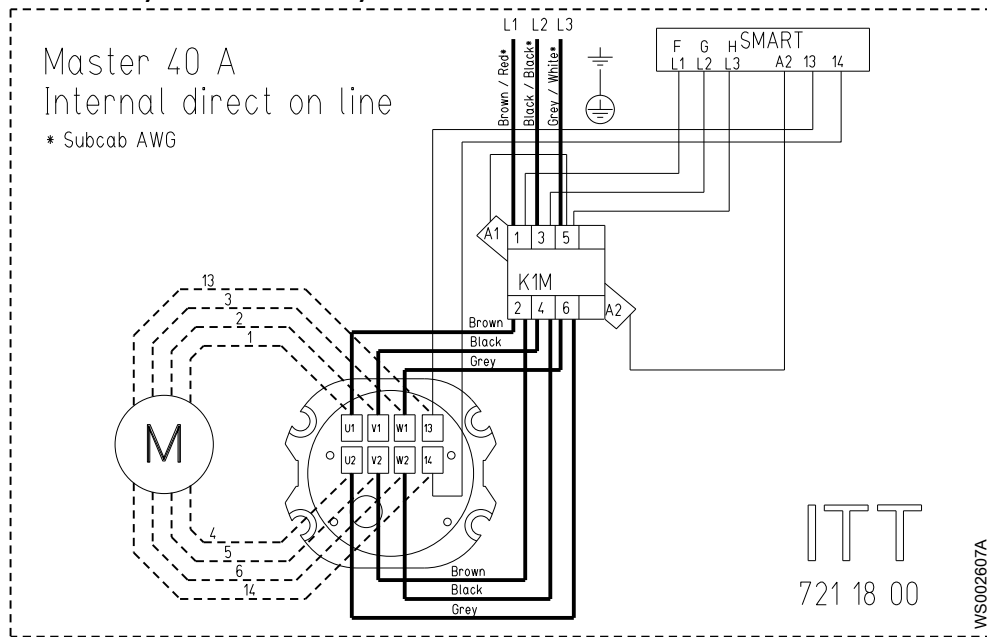 L1 L2 L3
Master 40 A
Internal direct on line
* Subcab AWG
Brown / Red*
Black / Black*
Grey / White*
SMART
F G H
L1 L2 L3 A2 13 14
A1
1 3 5
K1M
2 4 6
A2
13
3
2
1
Brown
Black
Grey
M
U1 V1 W1 13
U2 V2 W2 14
4
5
6
14
Brown
Black
Grey
ITT
721 18 00
WS002607A